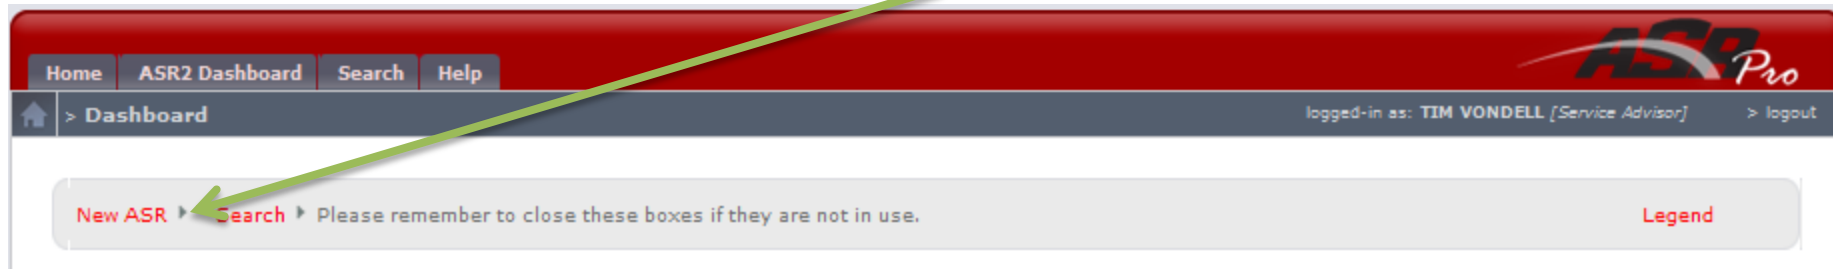 ASR Pro
Home ASR2 Dashboard Search Help
> Dashboard logged-in as: TIM VONDELL [Service Advisor] > logout
New ASR Search Please remember to close these boxes if they are not in use. Legend